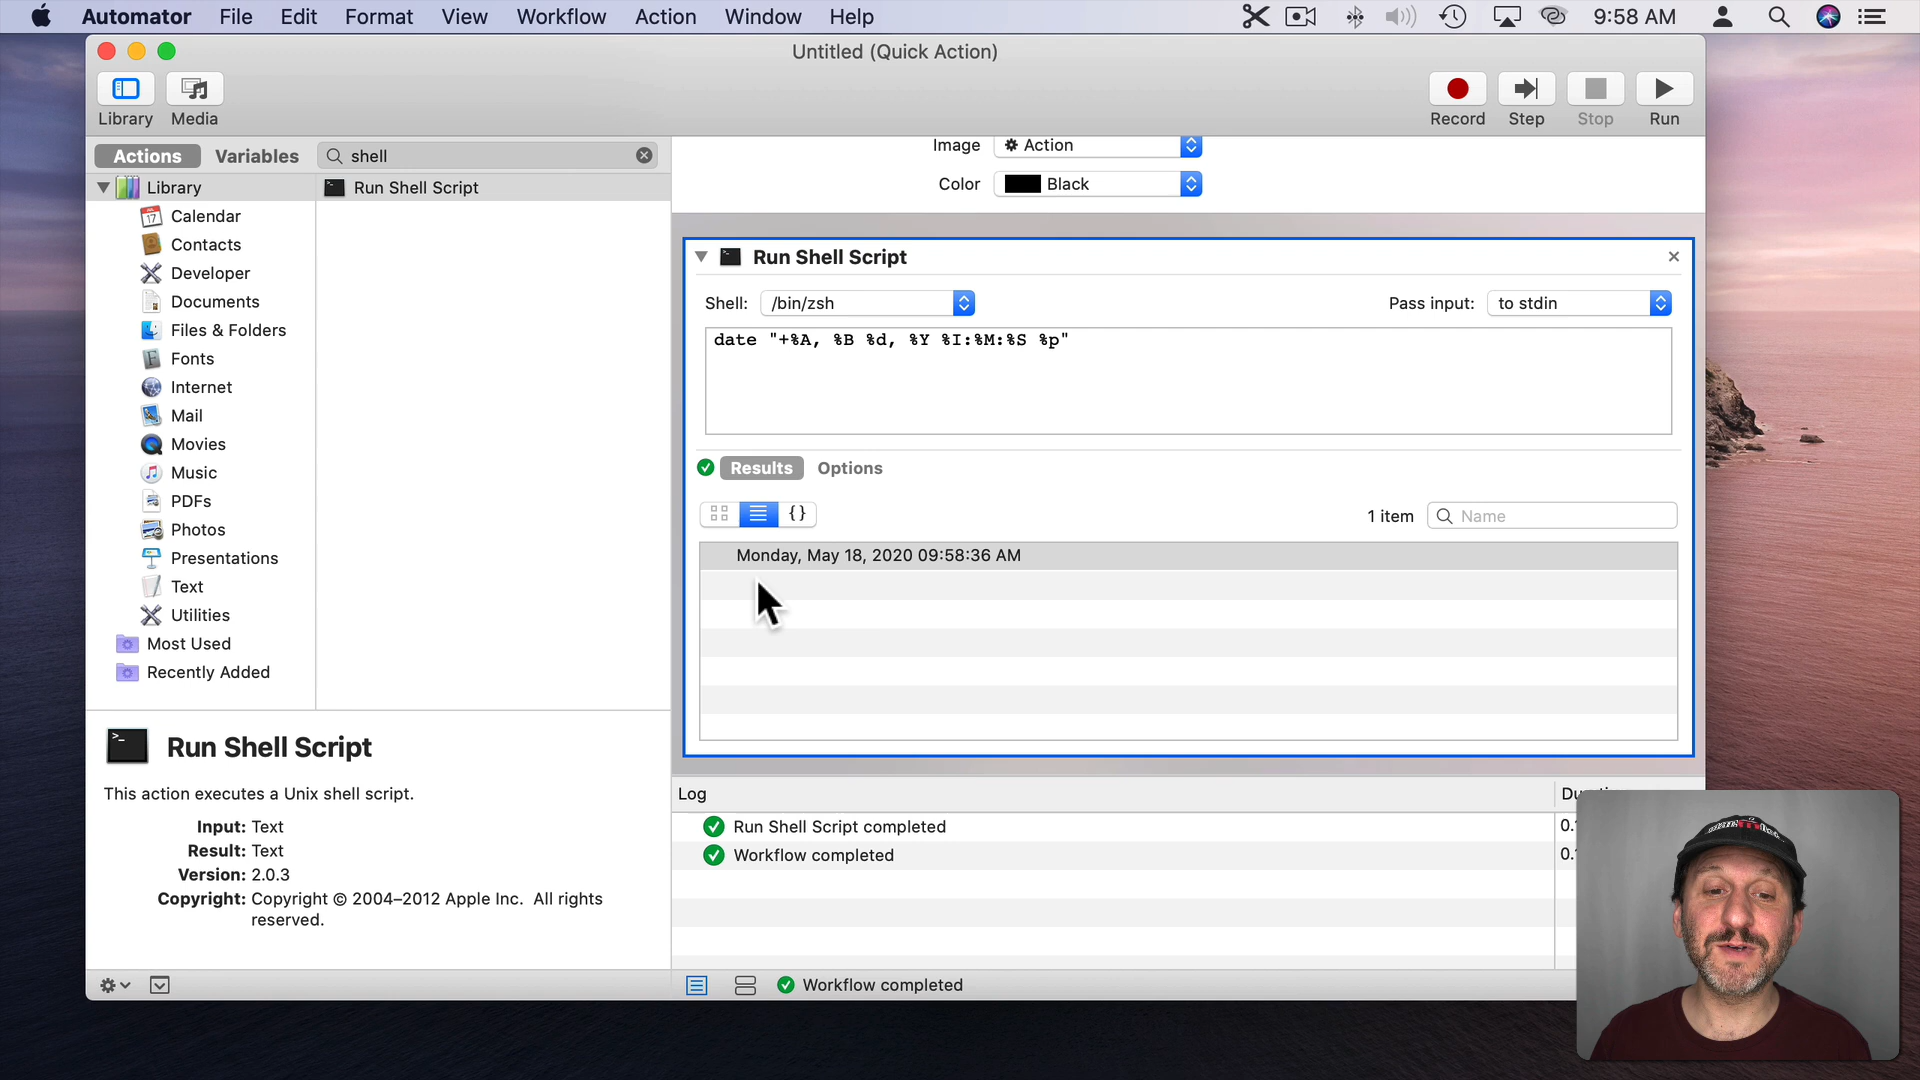 Automator File Edit Format View Workflow Action Window Help 9:58 AM
Untitled (Quick Action)
Library Media Record Step Stop Run
Actions Variables shell
Image Action
Color Black
Library
Calendar
Contacts
Developer
Documents
Files & Folders
Fonts
Internet
Mail
Movies
Music
PDFs
Photos
Presentations
Text
Utilities
Most Used
Recently Added
Run Shell Script
Run Shell Script
Shell: /bin/zsh Pass input: to stdin
date "+%A, %B %d, %Y %I:%M:%S %p"
Results Options
{} 1 item Name
Monday, May 18, 2020 09:58:36 AM
Run Shell Script
This action executes a Unix shell script.
Input: Text
Result: Text
Version: 2.0.3
Copyright: Copyright © 2004–2012 Apple Inc. All rights
reserved.
Log
Run Shell Script completed
Workflow completed
Workflow completed